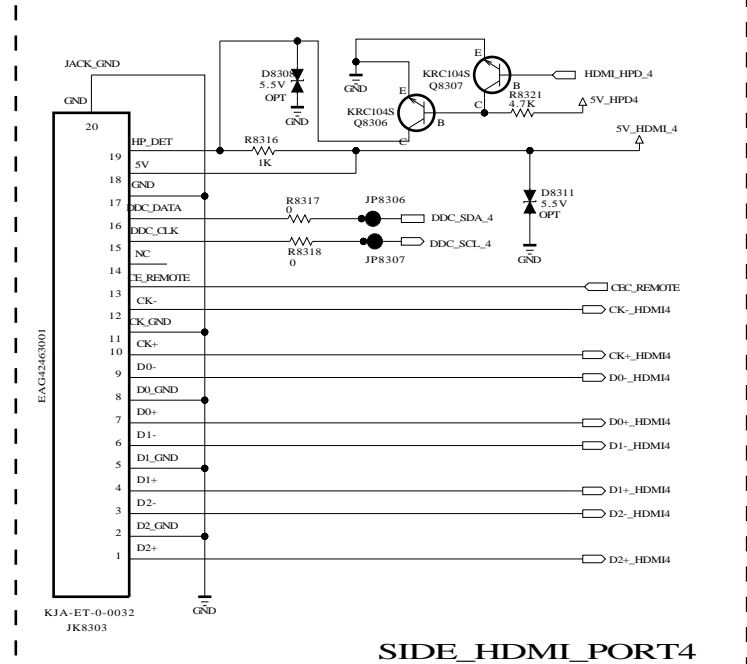 JACK_GND
GND
20
19 HP_DET
18 5V
17 GND
16 DDC_DATA
15 DDC_CLK
14 NC
13 CE_REMOTE
12 CK-
11 CK_GND
10 CK+
9 D0-
8 D0_GND
7 D0+
6 D1-
5 D1_GND
4 D1+
3 D2-
2 D2_GND
1 D2+
EAG42463001
KJA-ET-0-0032
JK8303
GND
R8316
1K
D8308
5.5V
OPT
GND
GND
E
KRC104S
Q8307
B
C
HDMI_HPD_4
E
KRC104S
Q8306
B
C
R8321
4.7K
5V_HPD4
5V_HDMI_4
D8311
5.5V
OPT
GND
R8317
0
JP8306
DDC_SDA_4
R8318
0
JP8307
DDC_SCL_4
CEC_REMOTE
CK-_HDMI4
CK+_HDMI4
D0-_HDMI4
D0+_HDMI4
D1-_HDMI4
D1+_HDMI4
D2-_HDMI4
D2+_HDMI4
SIDE_HDMI_PORT4